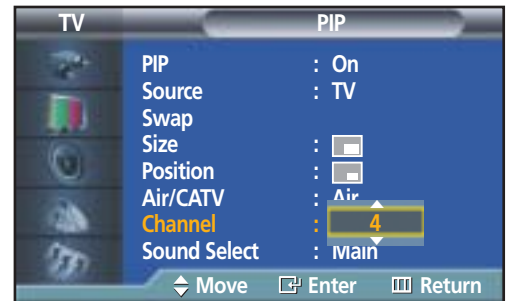 TV PIP
PIP : On
Source : TV
Swap
Size :
Position :
Air/CATV : Air
Channel : 4
Sound Select : Main
Move Enter Return